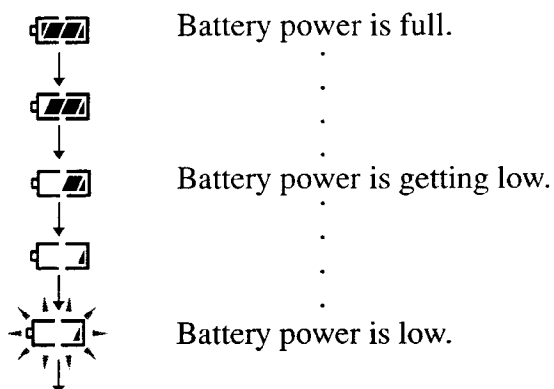 Battery power is full.
Battery power is getting low.
Battery power is low.